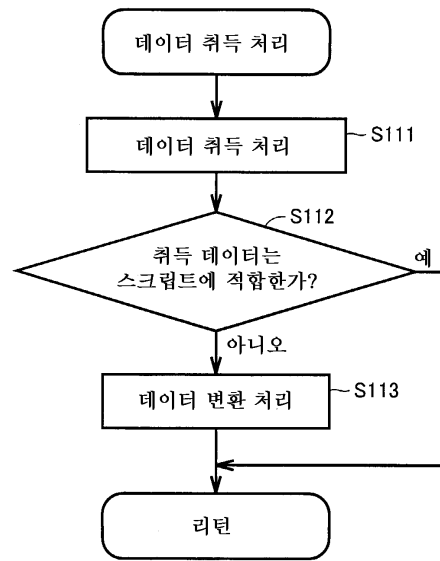 데이터 취득 처리
데이터 취득 처리
S111
S112
취득 데이터는
스크립트에 적합한가?
예
아니오
데이터 변환 처리
S113
리턴